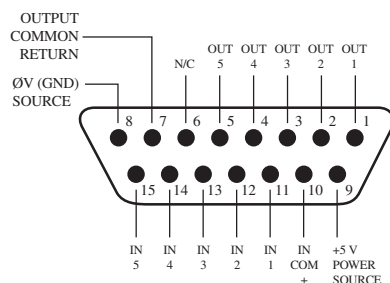 OUTPUT
COMMON
RETURN
ØV (GND)
SOURCE
N/C
OUT
5
OUT
4
OUT
3
OUT
2
OUT
1
8 7 6 5 4 3 2 1
15 14 13 12 11 10 9
IN
5
IN
4
IN
3
IN
2
IN
1
IN
COM
+
+5 V
POWER
SOURCE